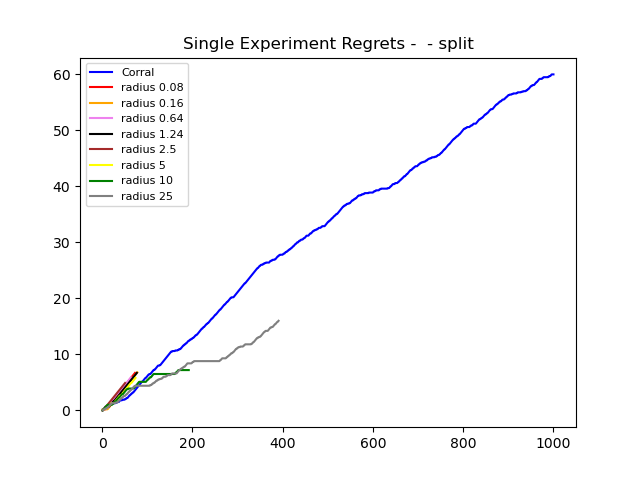 Single Experiment Regrets -  - split
Corral
radius 0.08
radius 0.16
radius 0.64
radius 1.24
radius 2.5
radius 5
radius 10
radius 25
60
50
40
30
20
10
0
0 200 400 600 800 1000